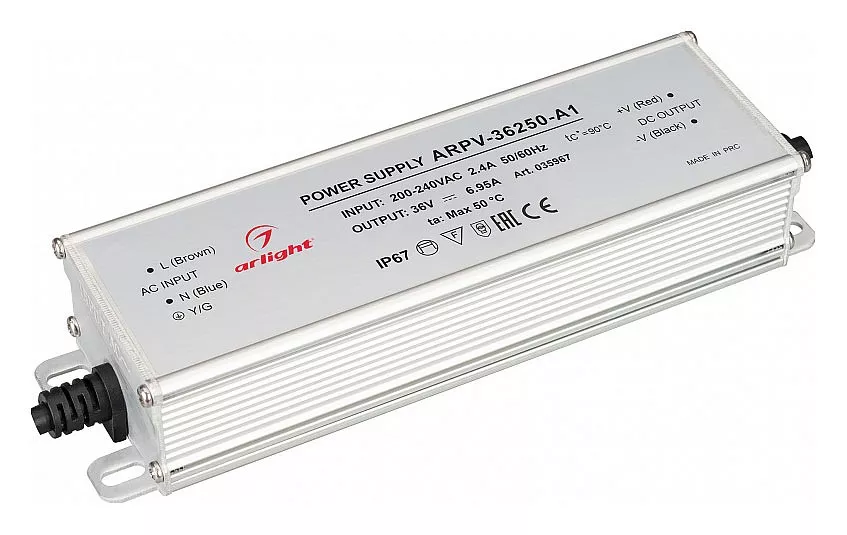 POWER SUPPLY ARPV-36250-A1
INPUT: 200-240VAC 2.4A 50/60Hz tc=90°C
OUTPUT: 36V ⎓ 6.95A Art. 035967
ta: Max 50 °C
IP67 F EAC CE
L (Brown)
AC INPUT
N (Blue)
Y/G
arlight
+V (Red)
DC OUTPUT
-V (Black)
MADE IN PRC